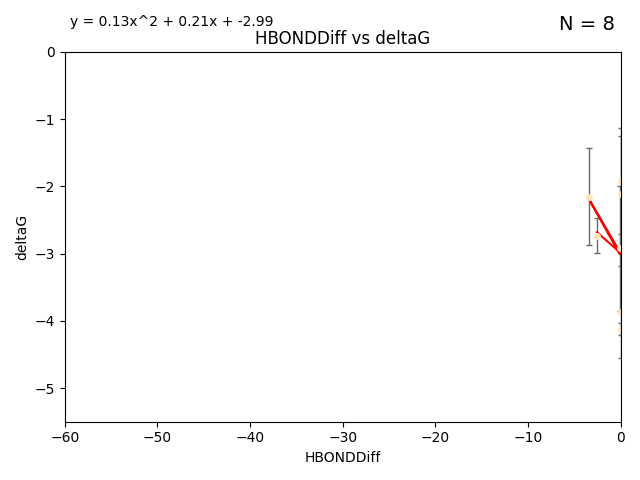 y = 0.13x^2 + 0.21x + -2.99
N = 8
HBONDDiff vs deltaG
0
−1
−2
−3
−4
−5
deltaG
−60 −50 −40 −30 −20 −10 0
HBONDDiff